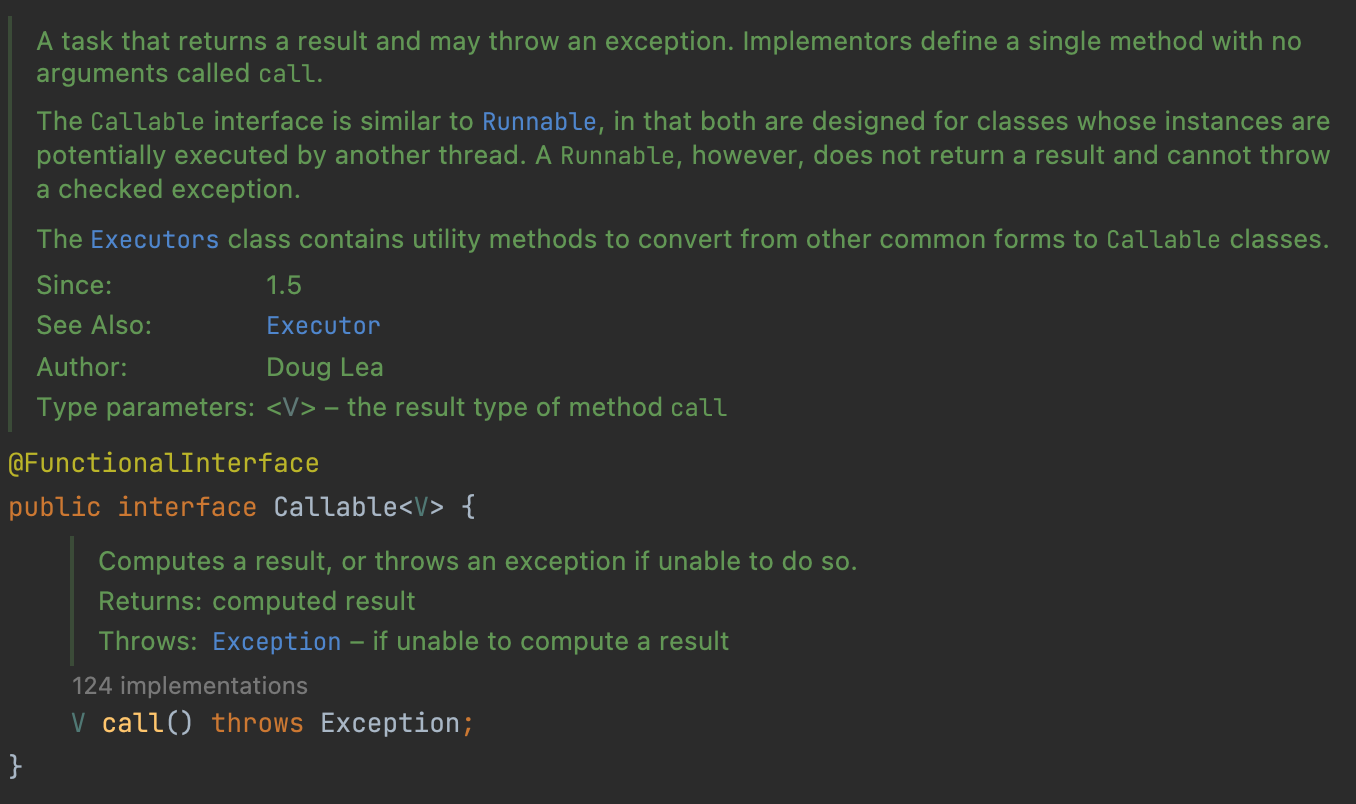 A task that returns a result and may throw an exception. Implementors define a single method with no
arguments called call.
The Callable interface is similar to Runnable, in that both are designed for classes whose instances are
potentially executed by another thread. A Runnable, however, does not return a result and cannot throw
a checked exception.
The Executors class contains utility methods to convert from other common forms to Callable classes.
Since: 1.5
See Also: Executor
Author: Doug Lea
Type parameters: <V> – the result type of method call
@FunctionalInterface
public interface Callable<V> {
Computes a result, or throws an exception if unable to do so.
Returns: computed result
Throws: Exception – if unable to compute a result
124 implementations
V call() throws Exception;
}